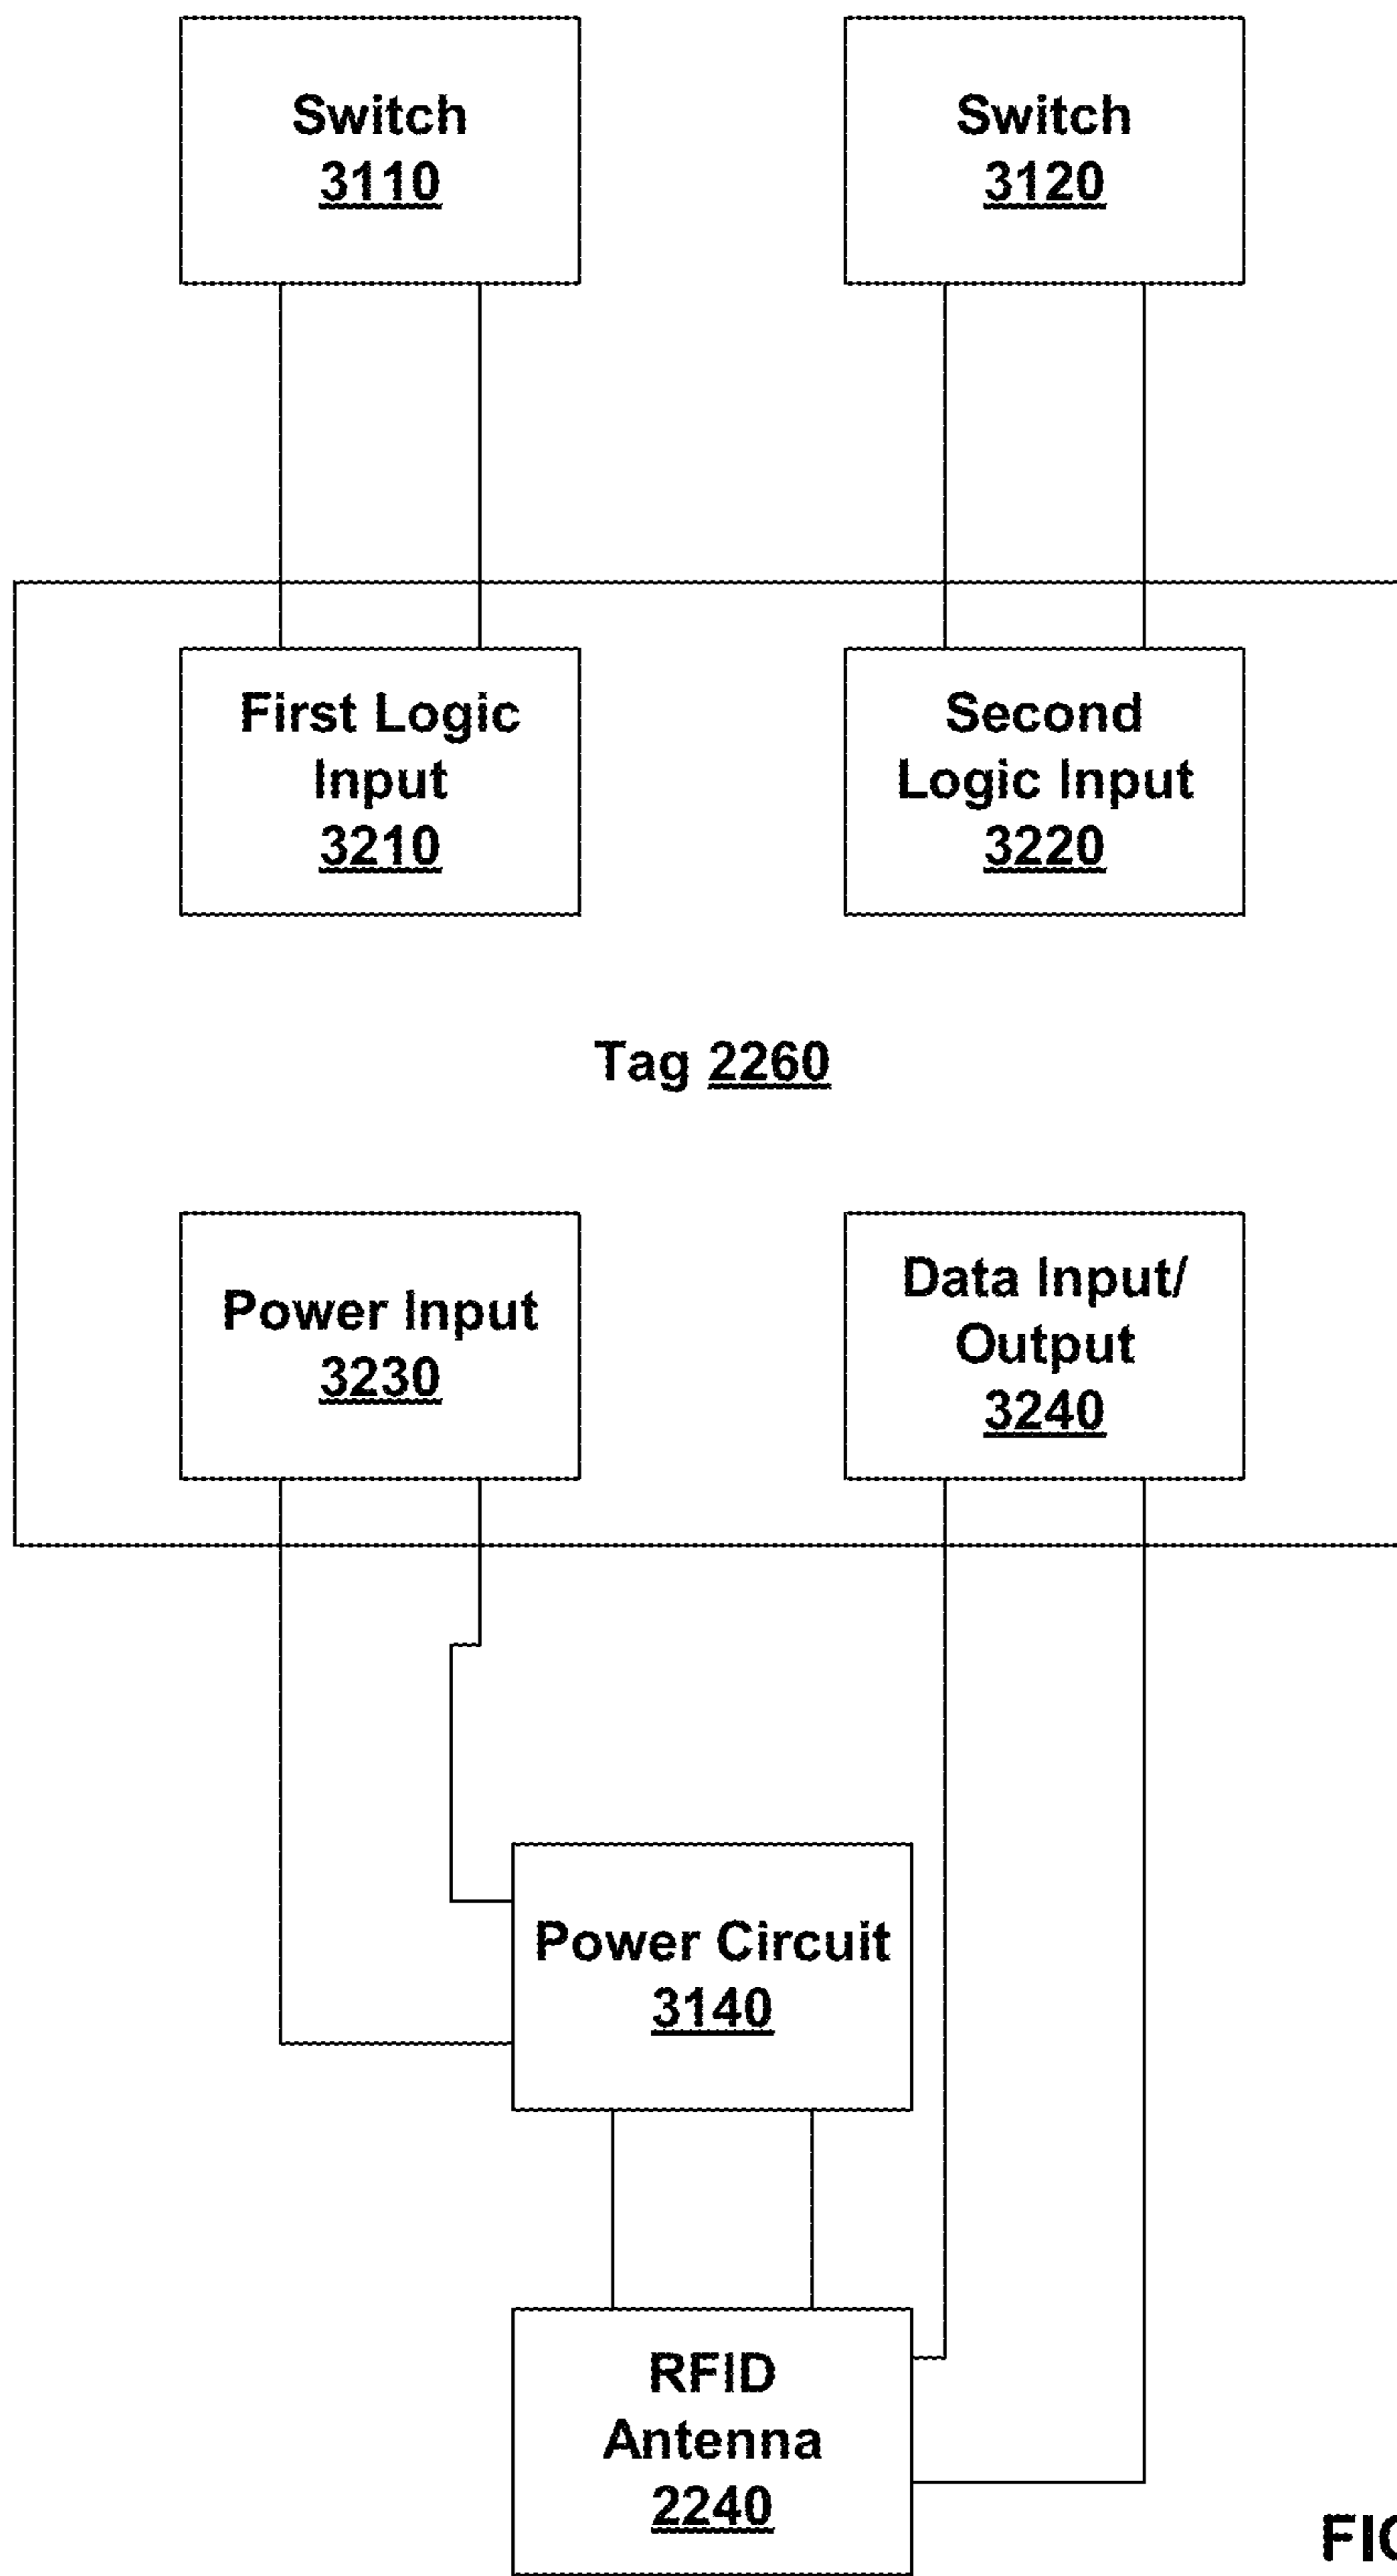 Switch
3110
Switch
3120
First Logic
Input
3210
Second
Logic Input
3220
Tag 2260
Power Input
3230
Data Input/
Output
3240
Power Circuit
3140
RFID
Antenna
2240